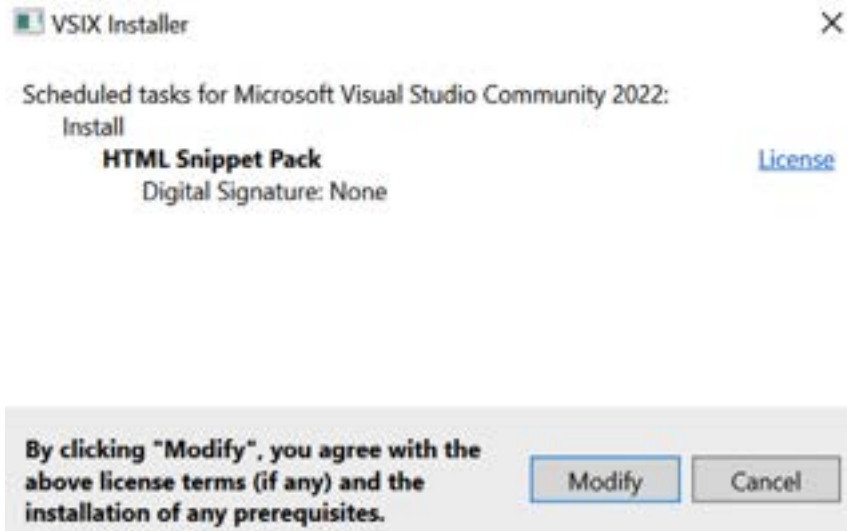 VSIX Installer
Scheduled tasks for Microsoft Visual Studio Community 2022:
Install
HTML Snippet Pack
License
Digital Signature: None
By clicking "Modify", you agree with the
above license terms (if any) and the
installation of any prerequisites.
Modify
Cancel